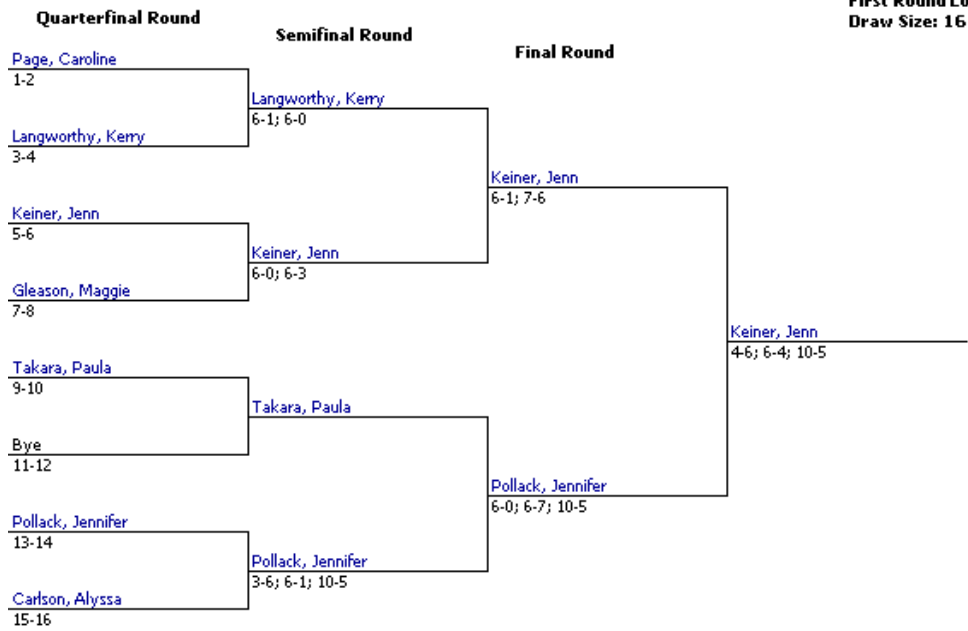 First Round Lo
Draw Size: 16
Quarterfinal Round
Semifinal Round
Final Round
Page, Caroline
1-2
Langworthy, Kerry
6-1; 6-0
Langworthy, Kerry
3-4
Keiner, Jenn
6-1; 7-6
Keiner, Jenn
5-6
Keiner, Jenn
6-0; 6-3
Gleason, Maggie
7-8
Keiner, Jenn
4-6; 6-4; 10-5
Takara, Paula
9-10
Takara, Paula
Bye
11-12
Pollack, Jennifer
6-0; 6-7; 10-5
Pollack, Jennifer
13-14
Pollack, Jennifer
3-6; 6-1; 10-5
Carlson, Alyssa
15-16